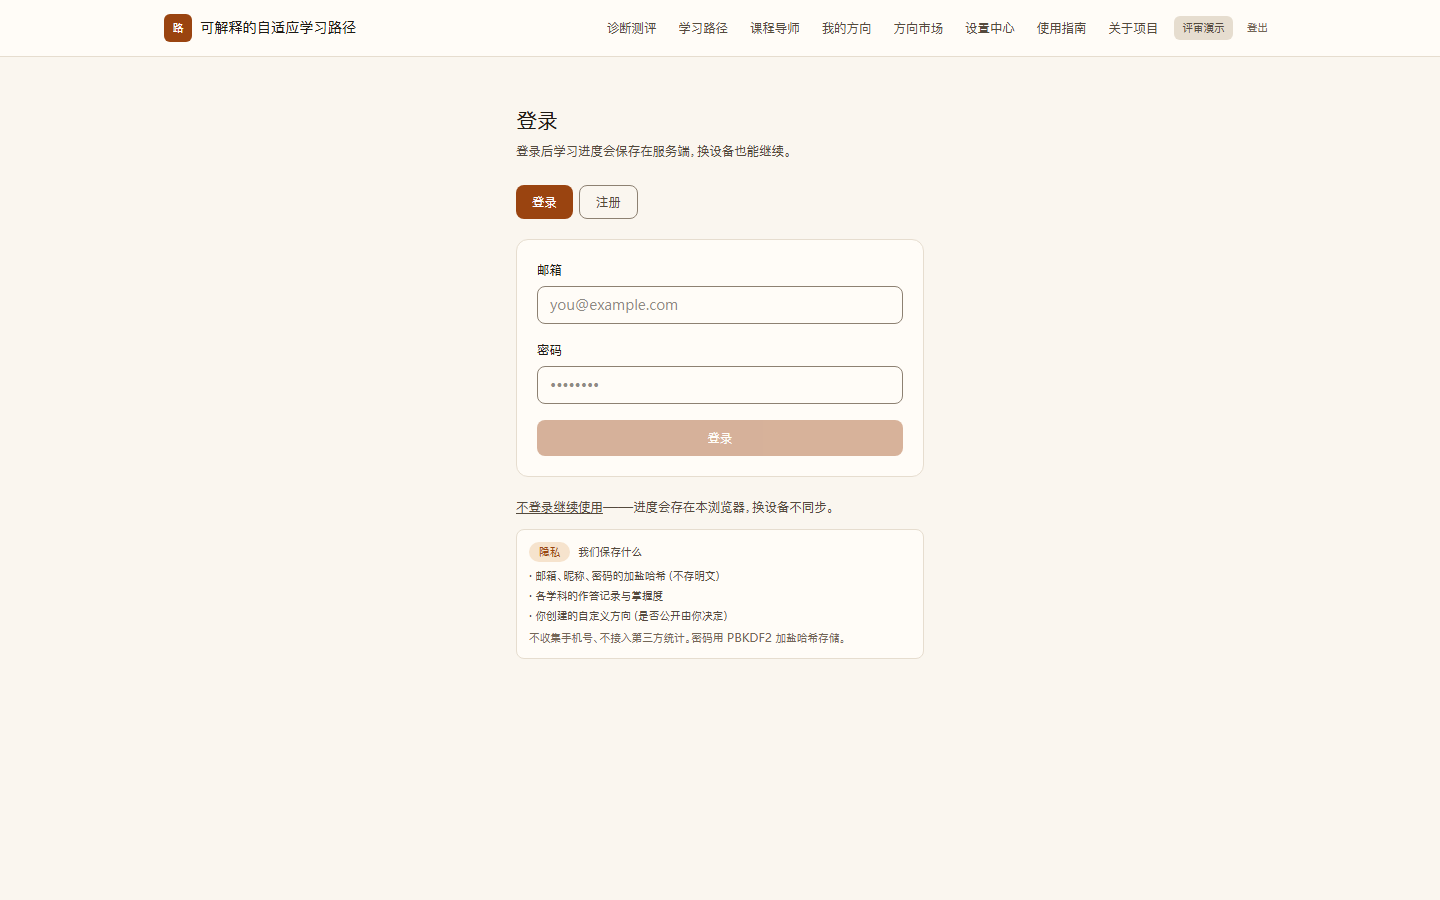 路 可解释的自适应学习路径 诊断测评 学习路径 课程导师 我的方向 方向市场 设置中心 使用指南 关于项目 评审演示 登出
登录
登录后学习进度会保存在服务端，换设备也能继续。
登录 注册
邮箱
you@example.com
密码
••••••••
登录
不登录继续使用——进度会存在本浏览器，换设备不同步。
隐私 我们保存什么
· 邮箱、昵称、密码的加盐哈希（不存明文）
· 各学科的作答记录与掌握度
· 你创建的自定义方向（是否公开由你决定）
不收集手机号、不接入第三方统计。密码用 PBKDF2 加盐哈希存储。